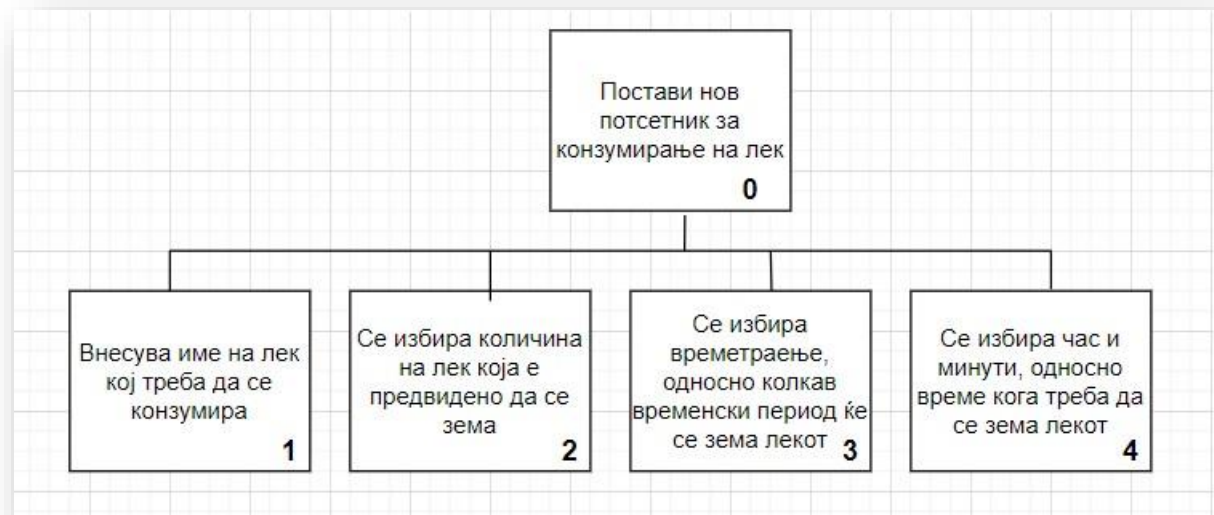 Постави нов
потсетник за
конзумирање на лек
0
Внесува име на лек
кој треба да се
конзумира
1
Се избира количина
на лек која е
предвидено да се
зема
2
Се избира
времетраење,
односно колкав
временски период ќе
се зема лекот
3
Се избира час и
минути, односно
време кога треба да
се зема лекот
4